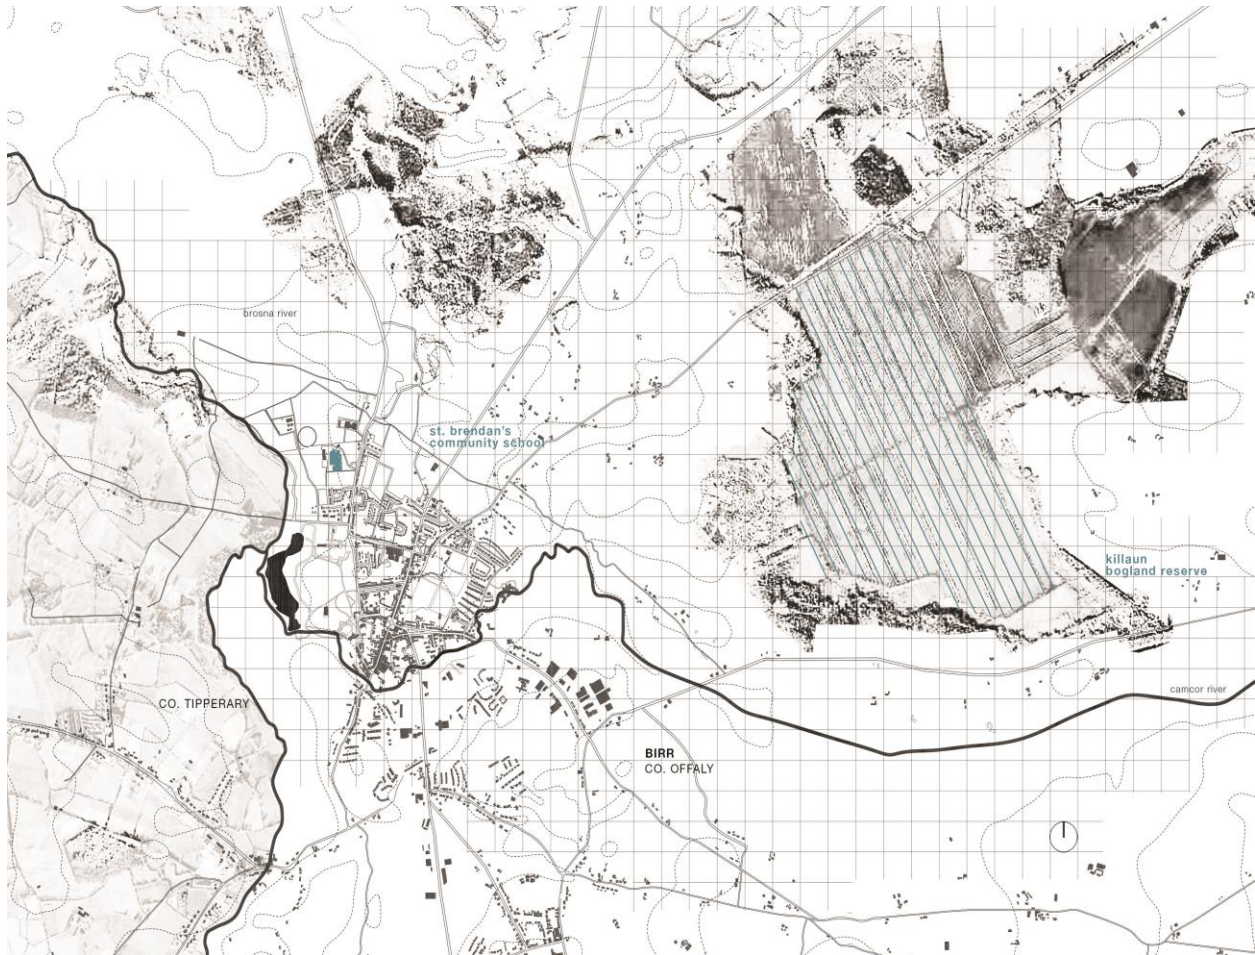 brosna river
st. brendan's
community school
killaun
bogland reserve
camcor river
CO. TIPPERARY
BIRR
CO. OFFALY